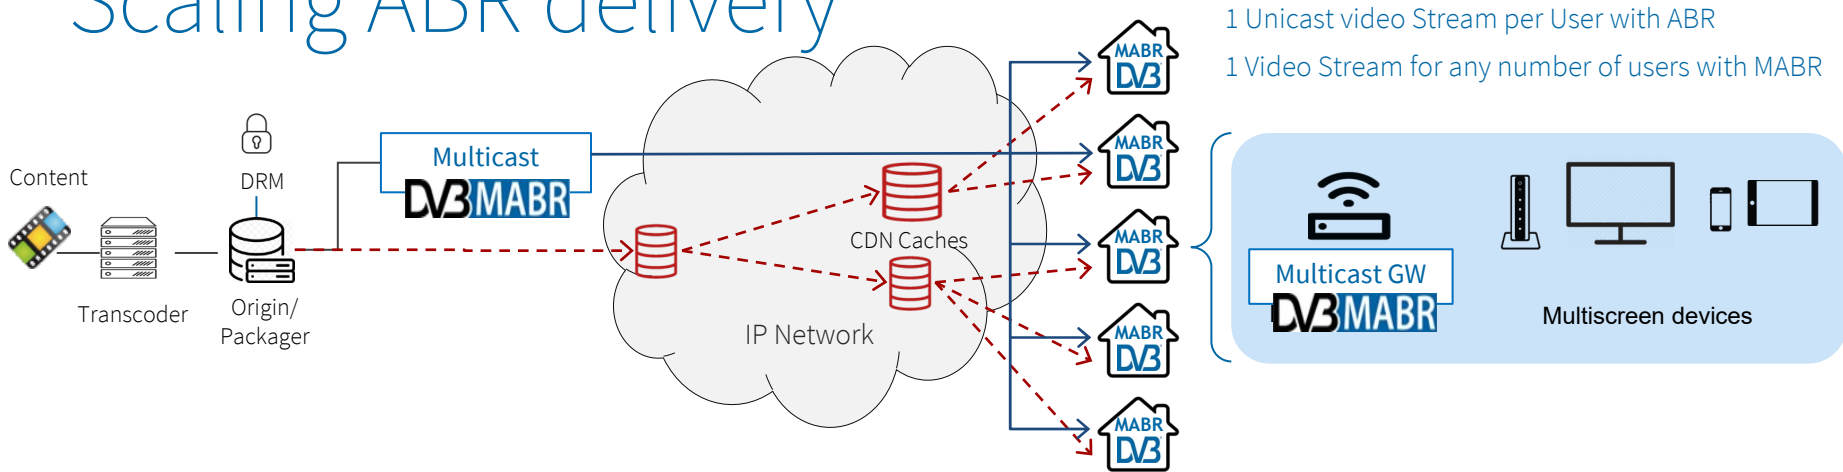 Scaling ABR delivery
1 Unicast video Stream per User with ABR
1 Video Stream for any number of users with MABR
Content
Transcoder
DRM
Origin/
Packager
Multicast
DVB MABR
CDN Caches
IP Network
MABR
DVB
MABR
DVB
MABR
DVB
MABR
DVB
MABR
DVB
Multicast GW
DVB MABR
Multiscreen devices